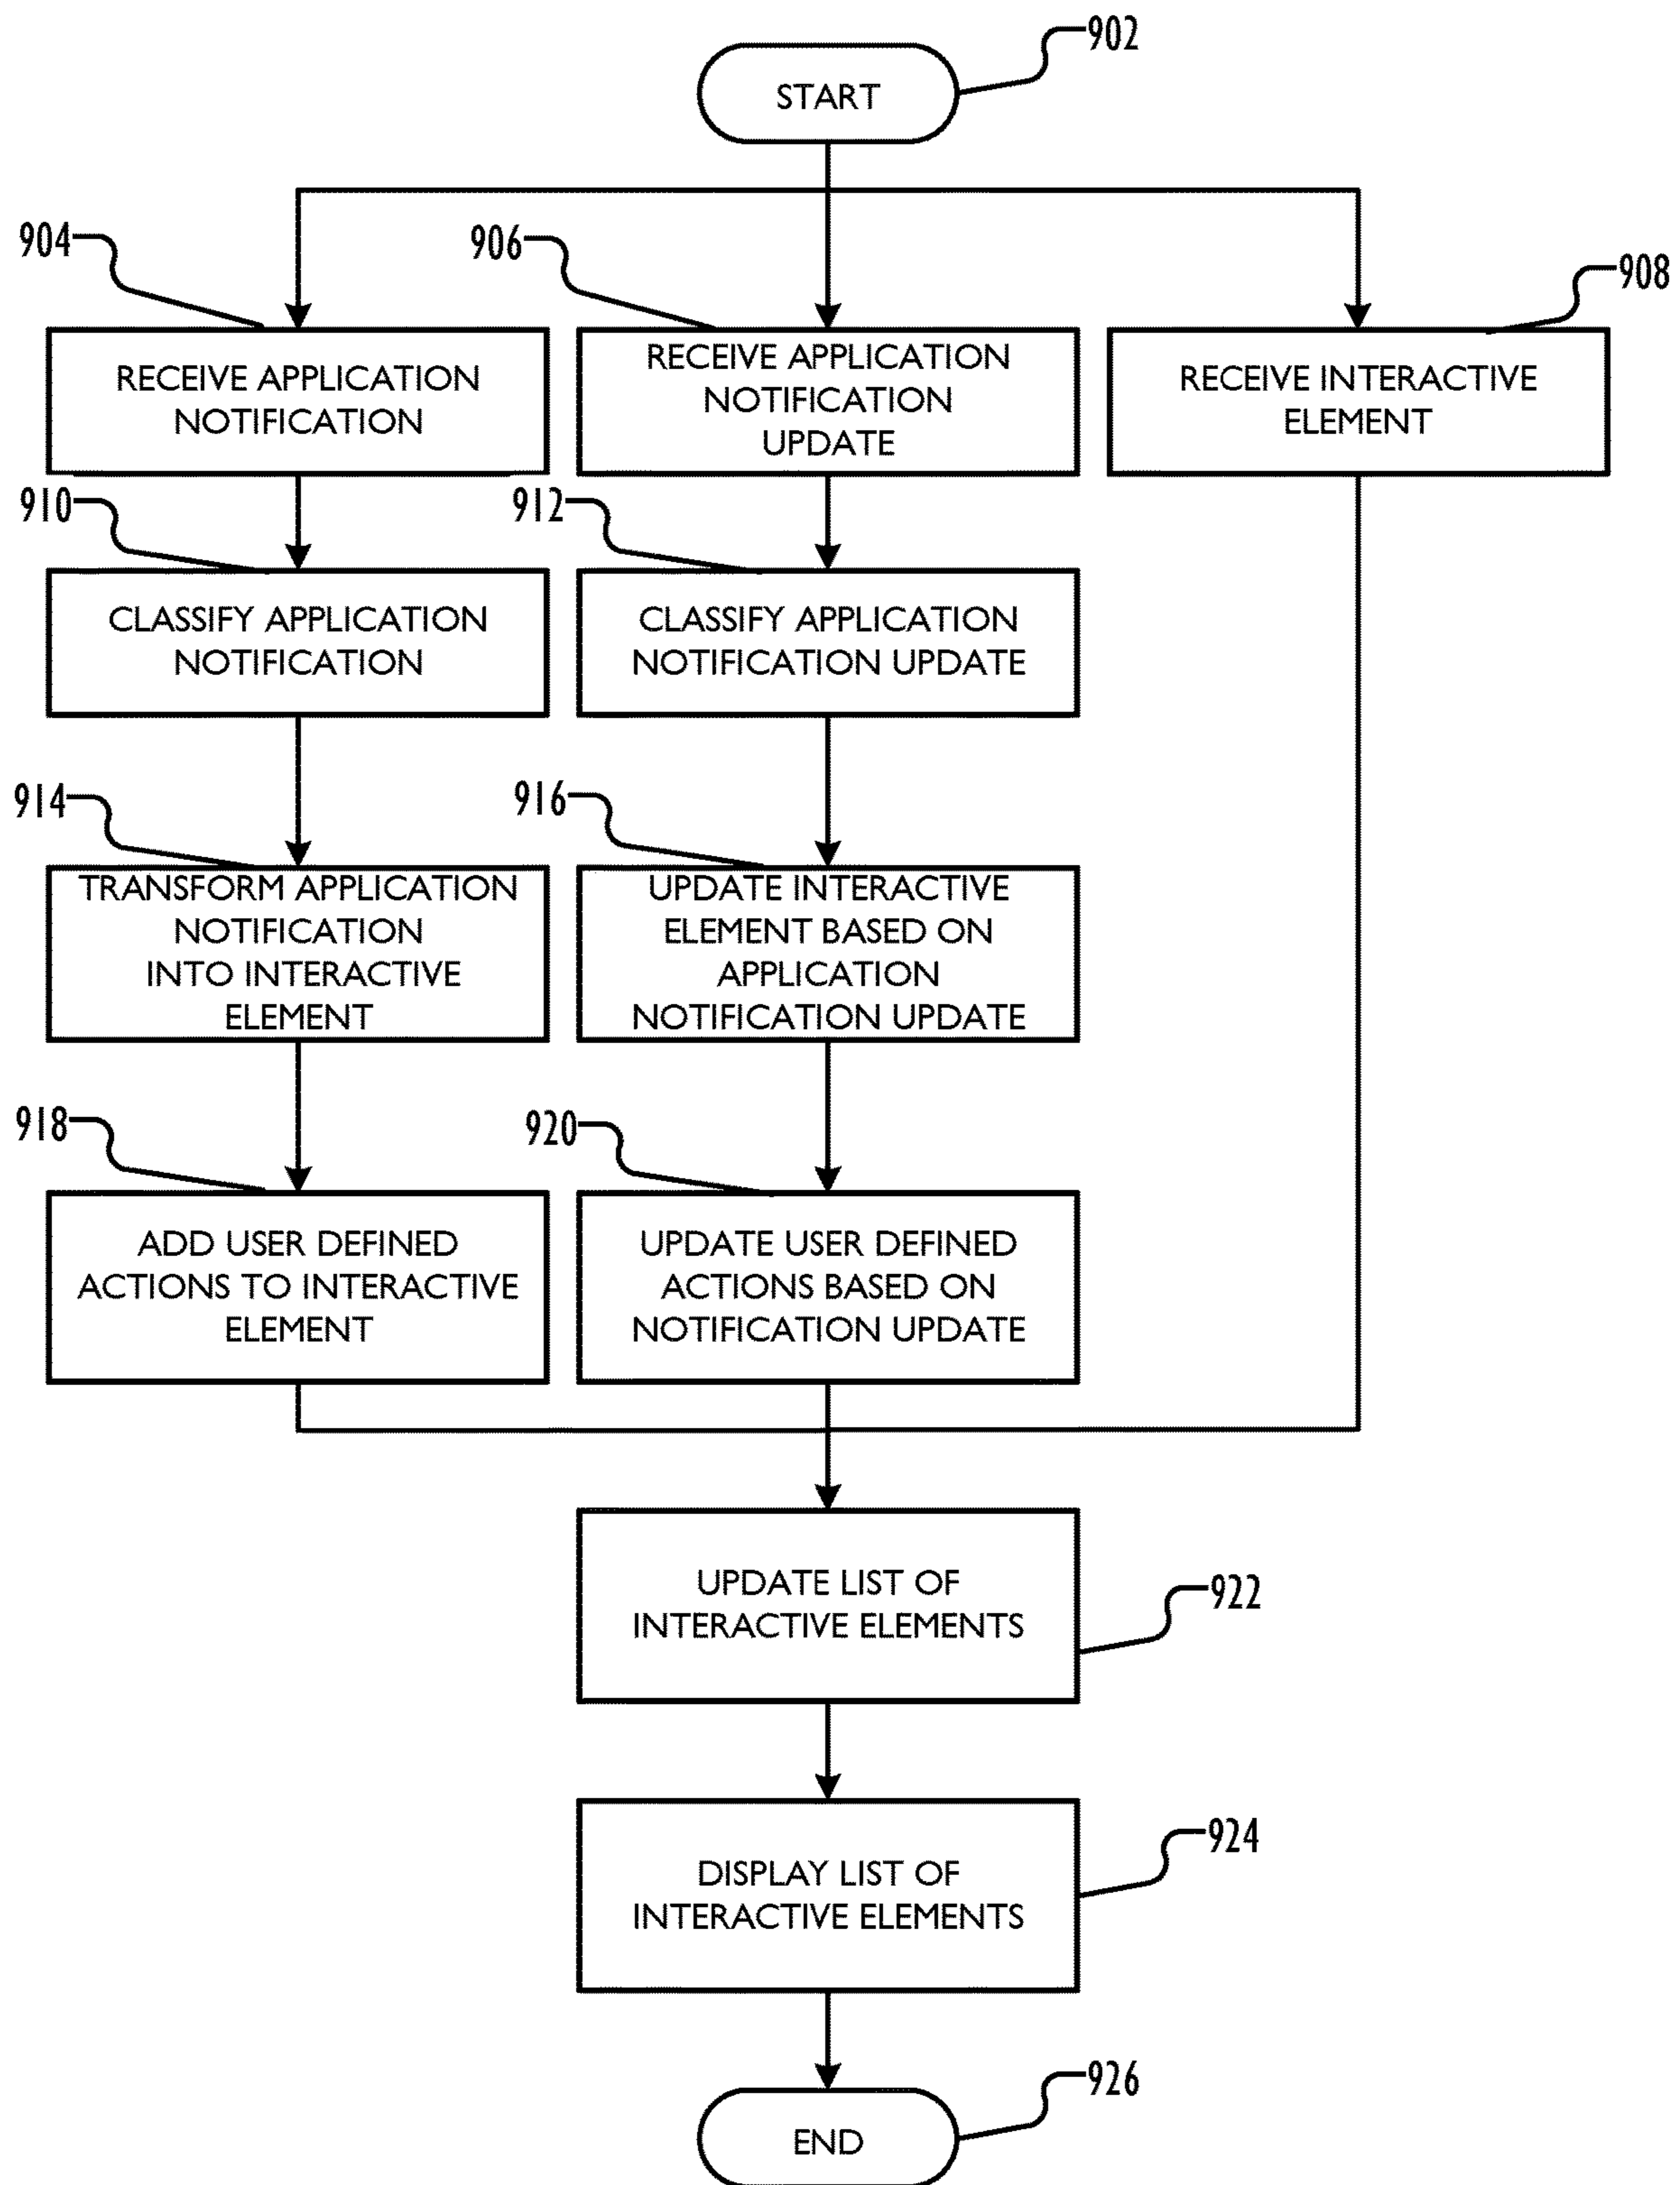 902
START
904
906
908
RECEIVE APPLICATION
NOTIFICATION
RECEIVE APPLICATION
NOTIFICATION
UPDATE
RECEIVE INTERACTIVE
ELEMENT
910
912
CLASSIFY APPLICATION
NOTIFICATION
CLASSIFY APPLICATION
NOTIFICATION UPDATE
914
916
TRANSFORM APPLICATION
NOTIFICATION
INTO INTERACTIVE
ELEMENT
UPDATE INTERACTIVE
ELEMENT BASED ON
APPLICATION
NOTIFICATION UPDATE
918
920
ADD USER DEFINED
ACTIONS TO INTERACTIVE
ELEMENT
UPDATE USER DEFINED
ACTIONS BASED ON
NOTIFICATION UPDATE
UPDATE LIST OF
INTERACTIVE ELEMENTS
922
DISPLAY LIST OF
INTERACTIVE ELEMENTS
924
926
END